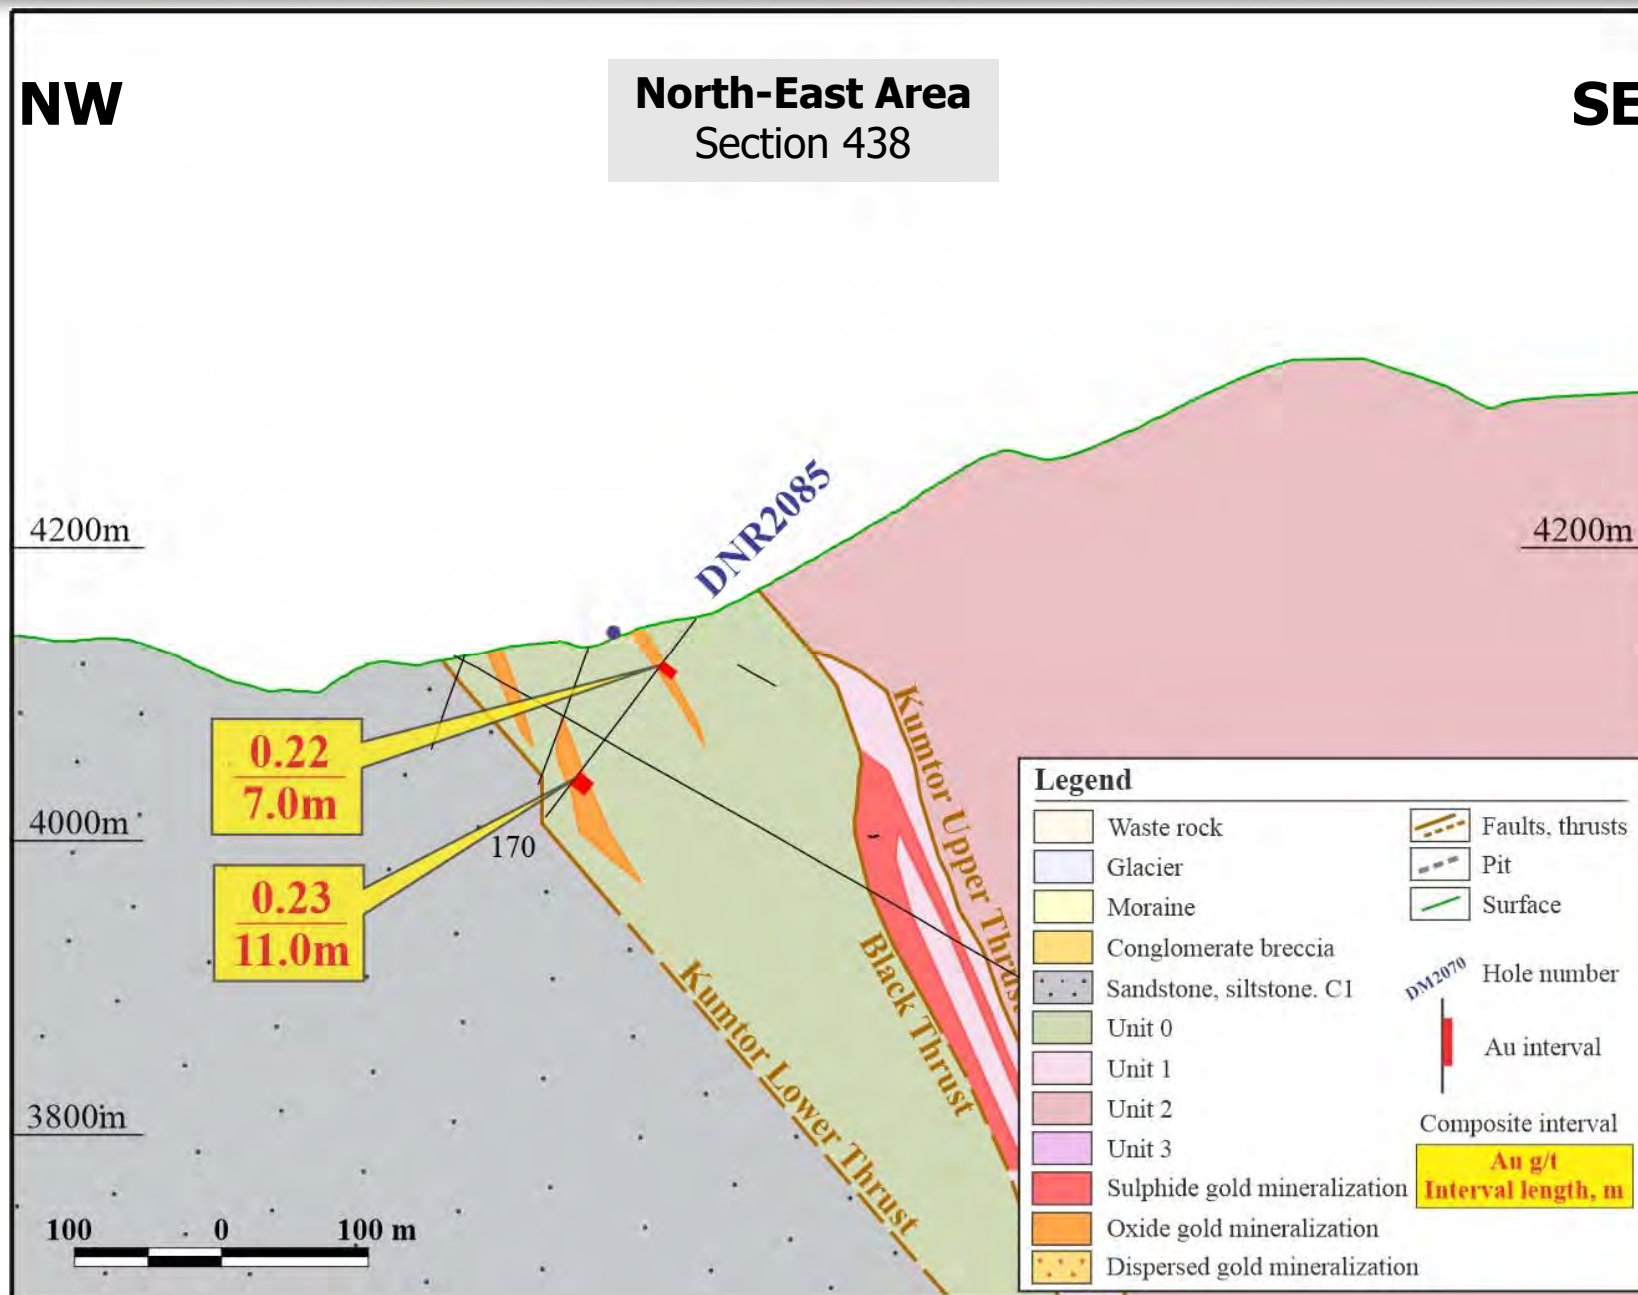 NW
North-East Area
Section 438
SE
DNR2085
4200m
4200m
0.22
7.0m
4000m
170
0.23
11.0m
3800m
Kumtor Upper Thrust
Black Thrust
Kumtor Lower Thrust
100 0 100 m
Legend
Waste rock
Glacier
Moraine
Conglomerate breccia
Sandstone, siltstone. C1
Unit 0
Unit 1
Unit 2
Unit 3
Sulphide gold mineralization
Oxide gold mineralization
Dispersed gold mineralization
Faults, thrusts
Pit
Surface
DM2070
Hole number
Au interval
Composite interval
Au g/t
Interval length, m